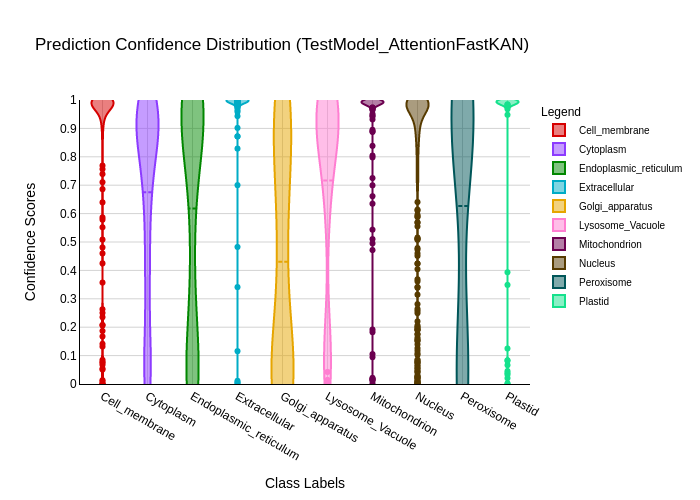 Prediction Confidence Distribution (TestModel_AttentionFastKAN)
Legend
Cell_membrane
Cytoplasm
Endoplasmic_reticulum
Extracellular
Golgi_apparatus
Lysosome_Vacuole
Mitochondrion
Nucleus
Peroxisome
Plastid
Confidence Scores
1
0.9
0.8
0.7
0.6
0.5
0.4
0.3
0.2
0.1
0
Cell_membrane
Cytoplasm
Endoplasmic_reticulum
Extracellular
Golgi_apparatus
Lysosome_Vacuole
Mitochondrion
Nucleus
Peroxisome
Plastid
Class Labels